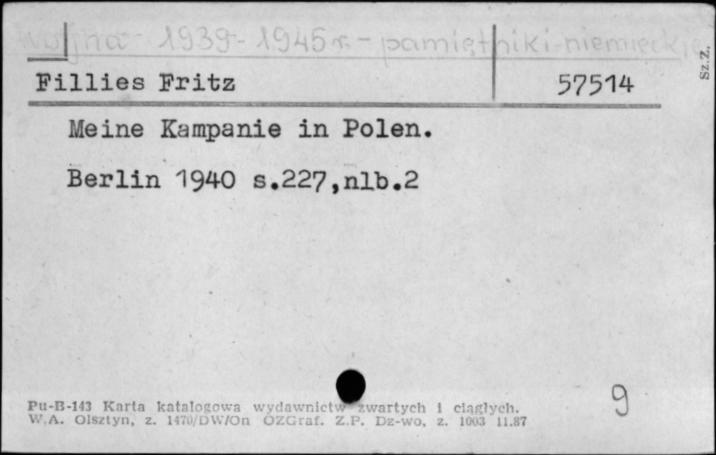 wojna 1939-1945 r. - pamiętniki niemieckie
Sz.Z.
Fillies Fritz 57514
Meine Kampanie in Polen.
Berlin 1940 s.227,nlb.2
9
Pu-B-143 Karta katalogowa wydawnictw zwartych i ciągłych.
W.A. Olsztyn, z. 1470/DW/On OZGraf. Z.P. Dz-wo, z. 1003 11.87